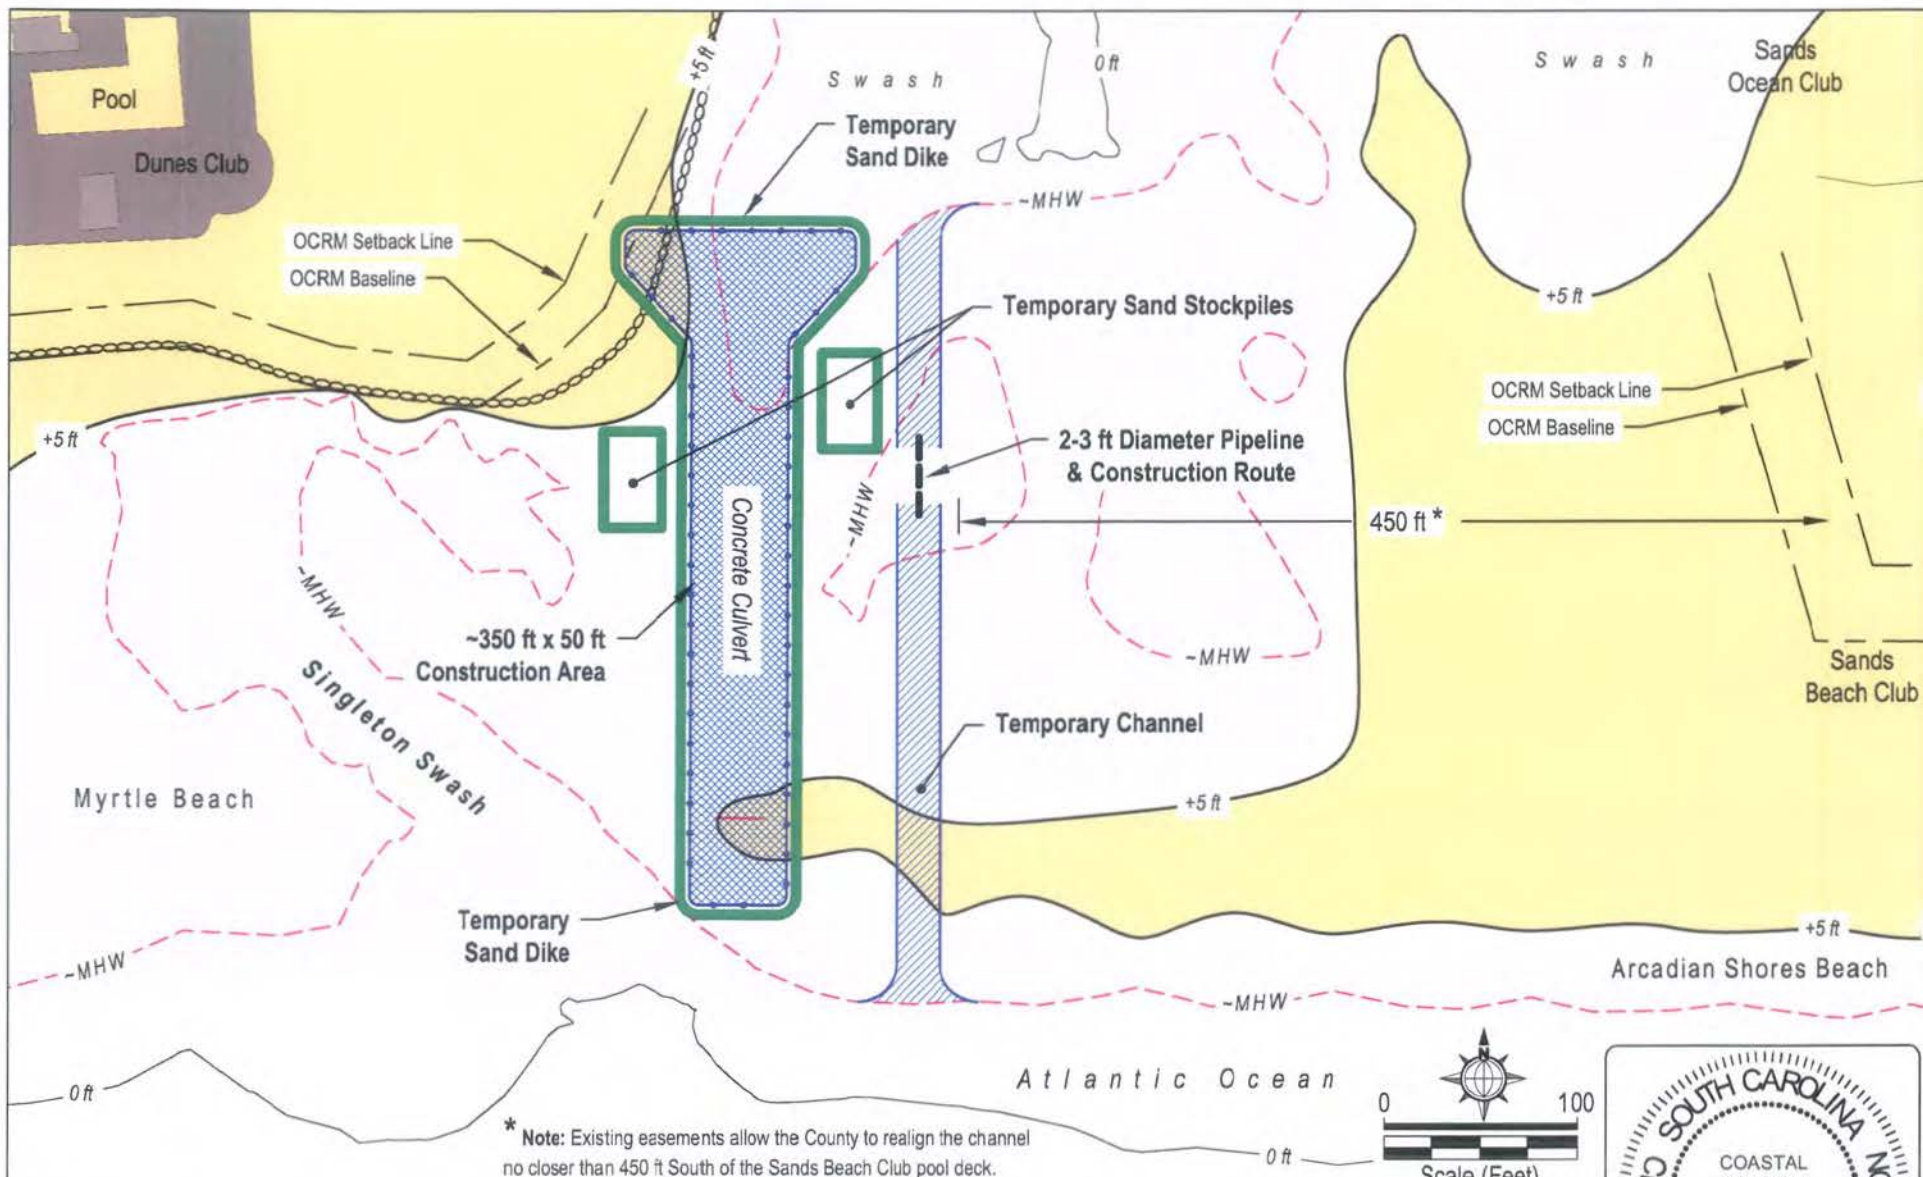 Swash
0 ft
Swash
Sands
Ocean Club
+5 ft
Pool
Temporary
Sand Dike
Dunes Club
~MHW
OCRM Setback Line
OCRM Baseline
Temporary Sand Stockpiles
+5 ft
OCRM Setback Line
OCRM Baseline
+5 ft
2-3 ft Diameter Pipeline
& Construction Route
~MHW
450 ft *
Concrete Culvert
~MHW
~350 ft x 50 ft
Construction Area
~MHW
Singleton Swash
Sands
Beach Club
Temporary Channel
Myrtle Beach
+5 ft
Temporary
Sand Dike
+5 ft
~MHW
Arcadian Shores Beach
~MHW
Atlantic Ocean
N
0 ft
0 100
Scale (Feet)
* Note: Existing easements allow the County to realign the channel
no closer than 450 ft South of the Sands Beach Club pool deck.
0 ft
SOUTH CAROLINA
COASTAL